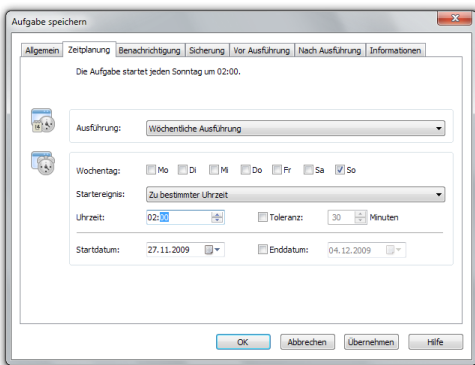 Aufgabe speichern
Allgemein Zeitplanung Benachrichtigung Sicherung Vor Ausführung Nach Ausführung Informationen
Die Aufgabe startet jeden Sonntag um 02:00.
Ausführung: Wöchentliche Ausführung
Wochentag: Mo Di Mi Do Fr Sa So
Startereignis: Zu bestimmter Uhrzeit
Uhrzeit: 02:00 Toleranz: 30 Minuten
Startdatum: 27.11.2009 Enddatum: 04.12.2009
OK Abbrechen Übernehmen Hilfe